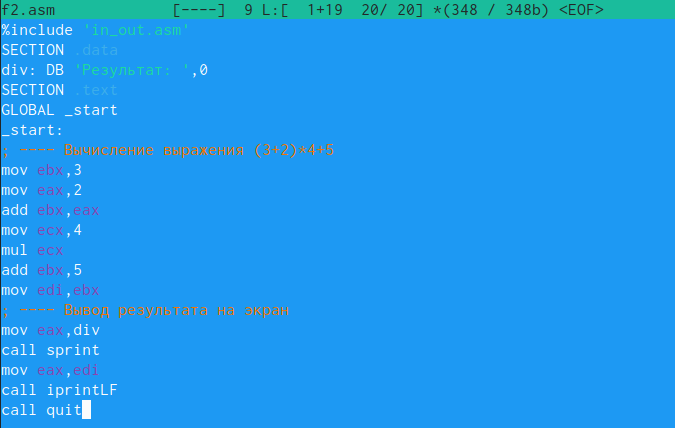 f2.asm [----] 9 L:[ 1+19 20/ 20] *(348 / 348b) <EOF>
%include 'in_out.asm'
SECTION .data
div: DB 'Результат: ',0
SECTION .text
GLOBAL _start
_start:
; ---- Вычисление выражения (3+2)*4+5
mov ebx,3
mov eax,2
add ebx,eax
mov ecx,4
mul ecx
add ebx,5
mov edi,ebx
; ---- Вывод результата на экран
mov eax,div
call sprint
mov eax,edi
call iprintLF
call quit